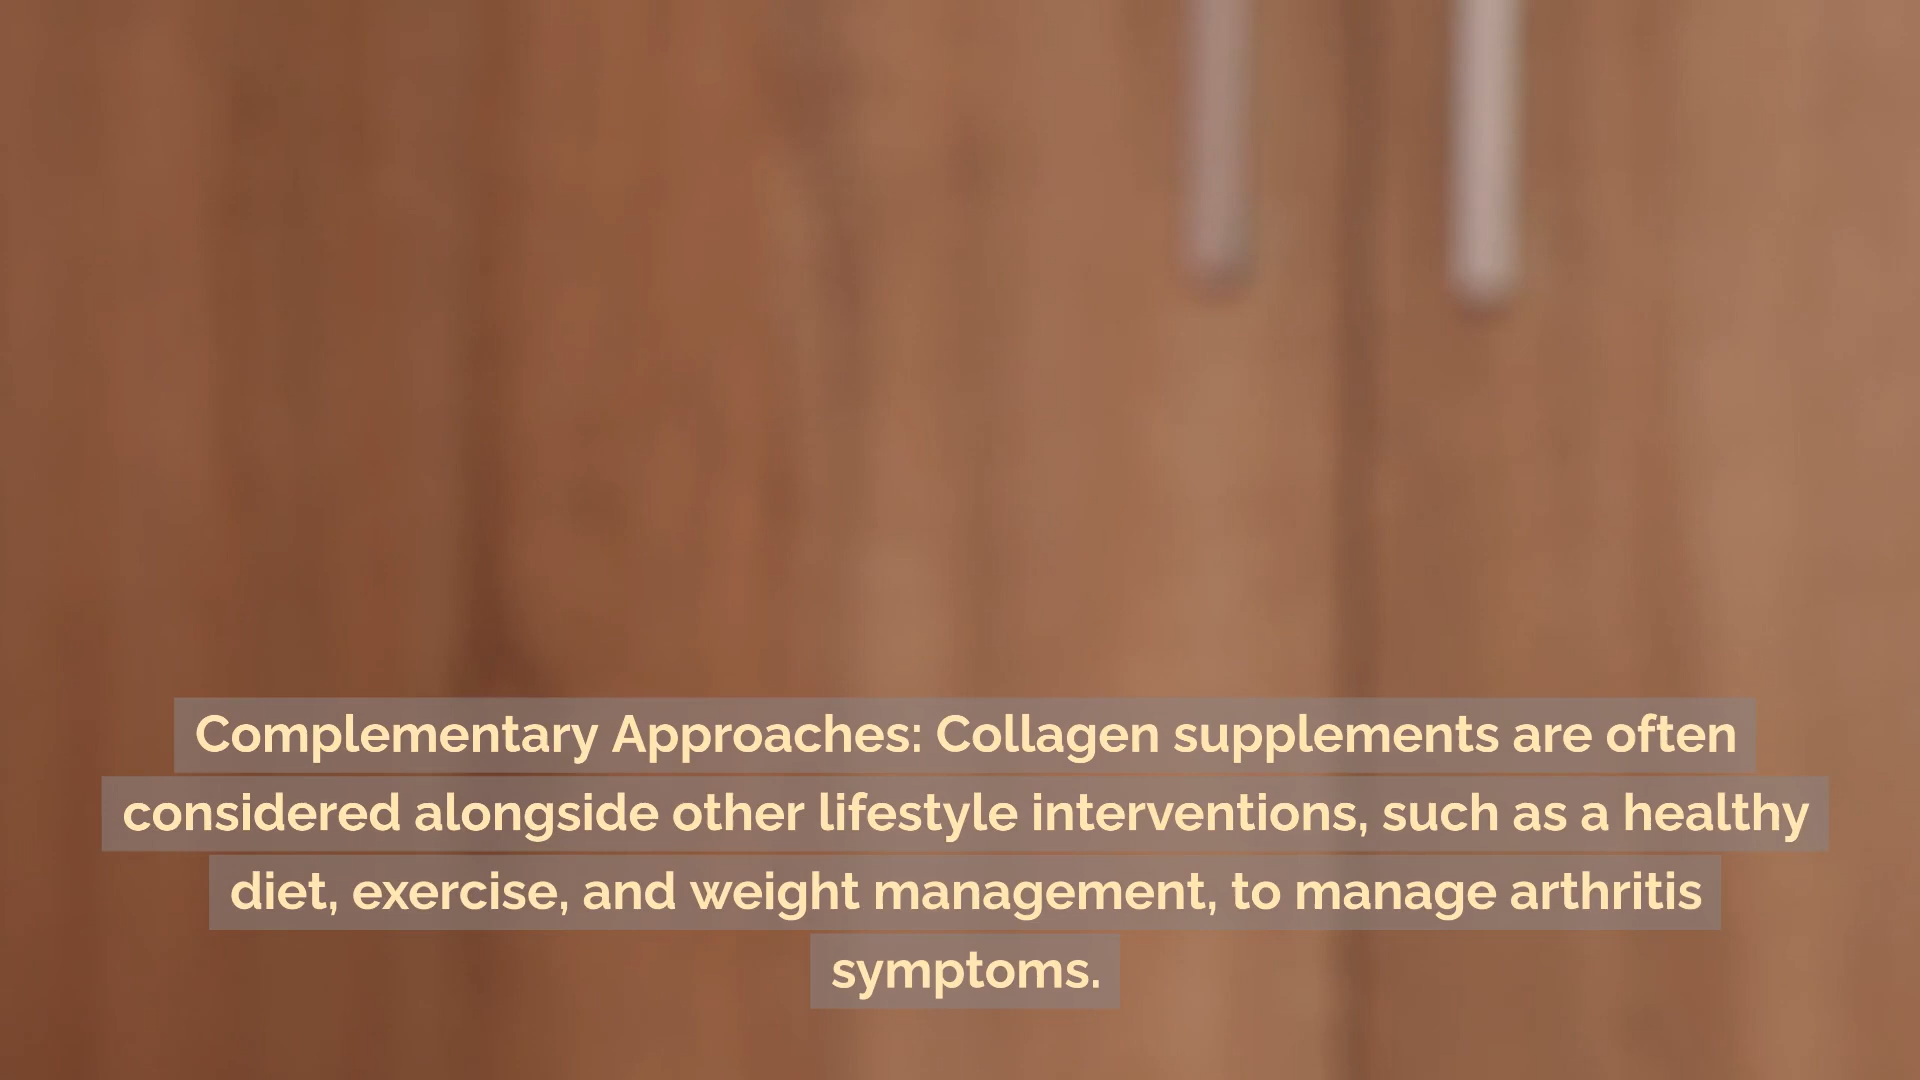 Complementary Approaches: Collagen supplements are often
considered alongside other lifestyle interventions, such as a healthy
diet, exercise, and weight management, to manage arthritis
symptoms.